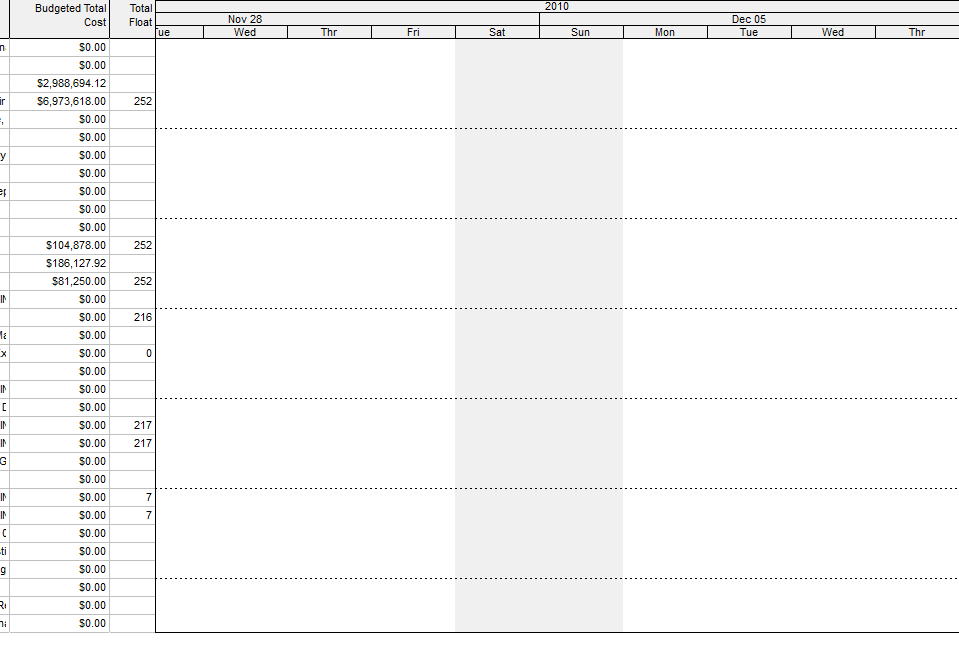 Budgeted Total Total 2010
Cost Float Nov 28 Dec 05
ue Wed Thr Fri Sat Sun Mon Tue Wed Thr
$0.00
$0.00
$2,988,694.12
ir $6,973,618.00 252
$0.00
$0.00
y $0.00
$0.00
ep $0.00
$0.00
$0.00
$104,878.00 252
$186,127.92
$81,250.00 252
IN $0.00
$0.00 216
Ma $0.00
Ex $0.00 0
$0.00
IN $0.00
D $0.00
IN $0.00 217
IN $0.00 217
G $0.00
$0.00
IN $0.00 7
IN $0.00 7
$0.00
sti $0.00
g $0.00
$0.00
Re $0.00
$0.00